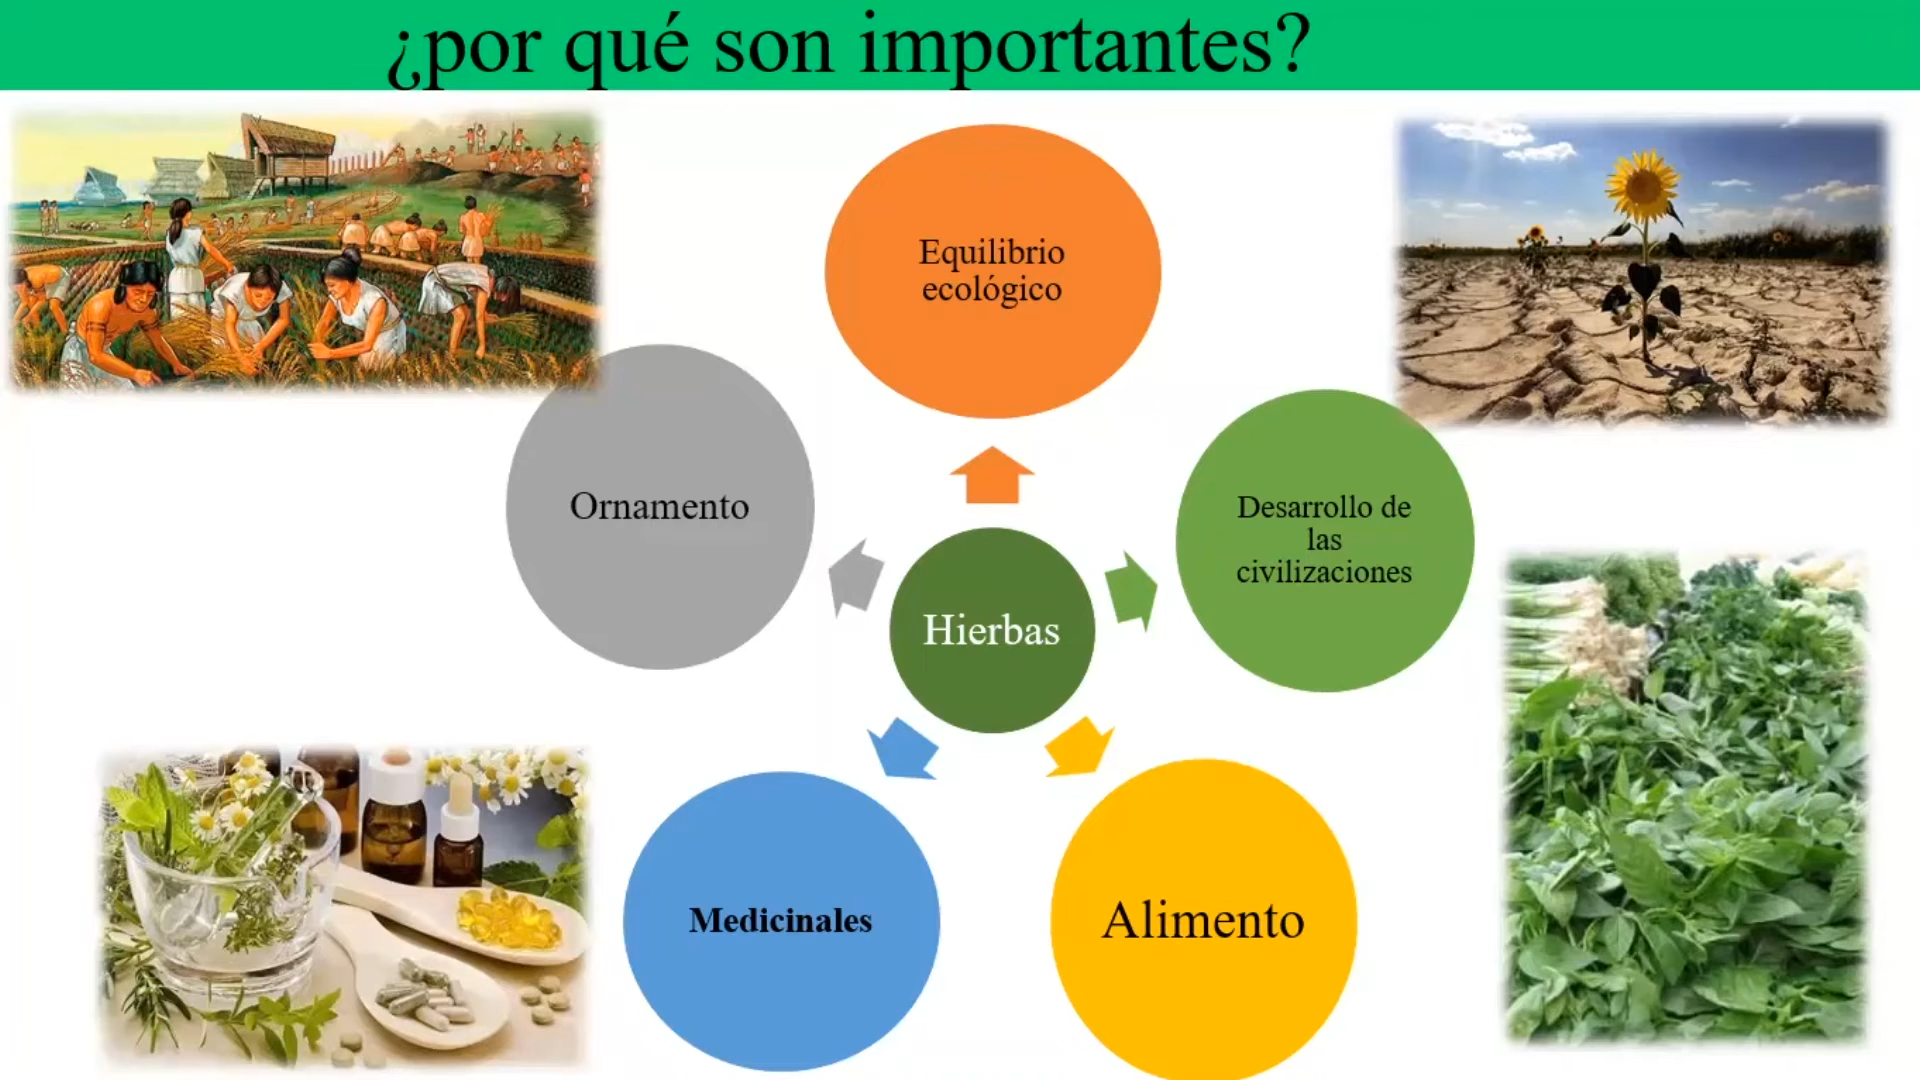 ¿por qué son importantes?
Equilibrio
ecológico
Ornamento
Desarrollo de
las
civilizaciones
Hierbas
Medicinales
Alimento